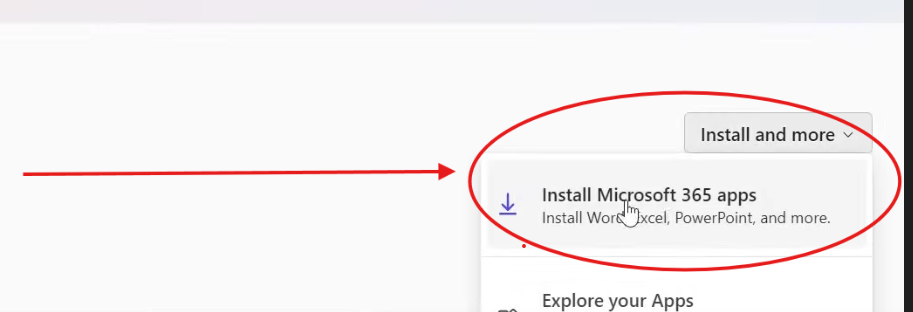 Install and more
Install Microsoft 365 apps
Install Word, Excel, PowerPoint, and more.
Explore your Apps